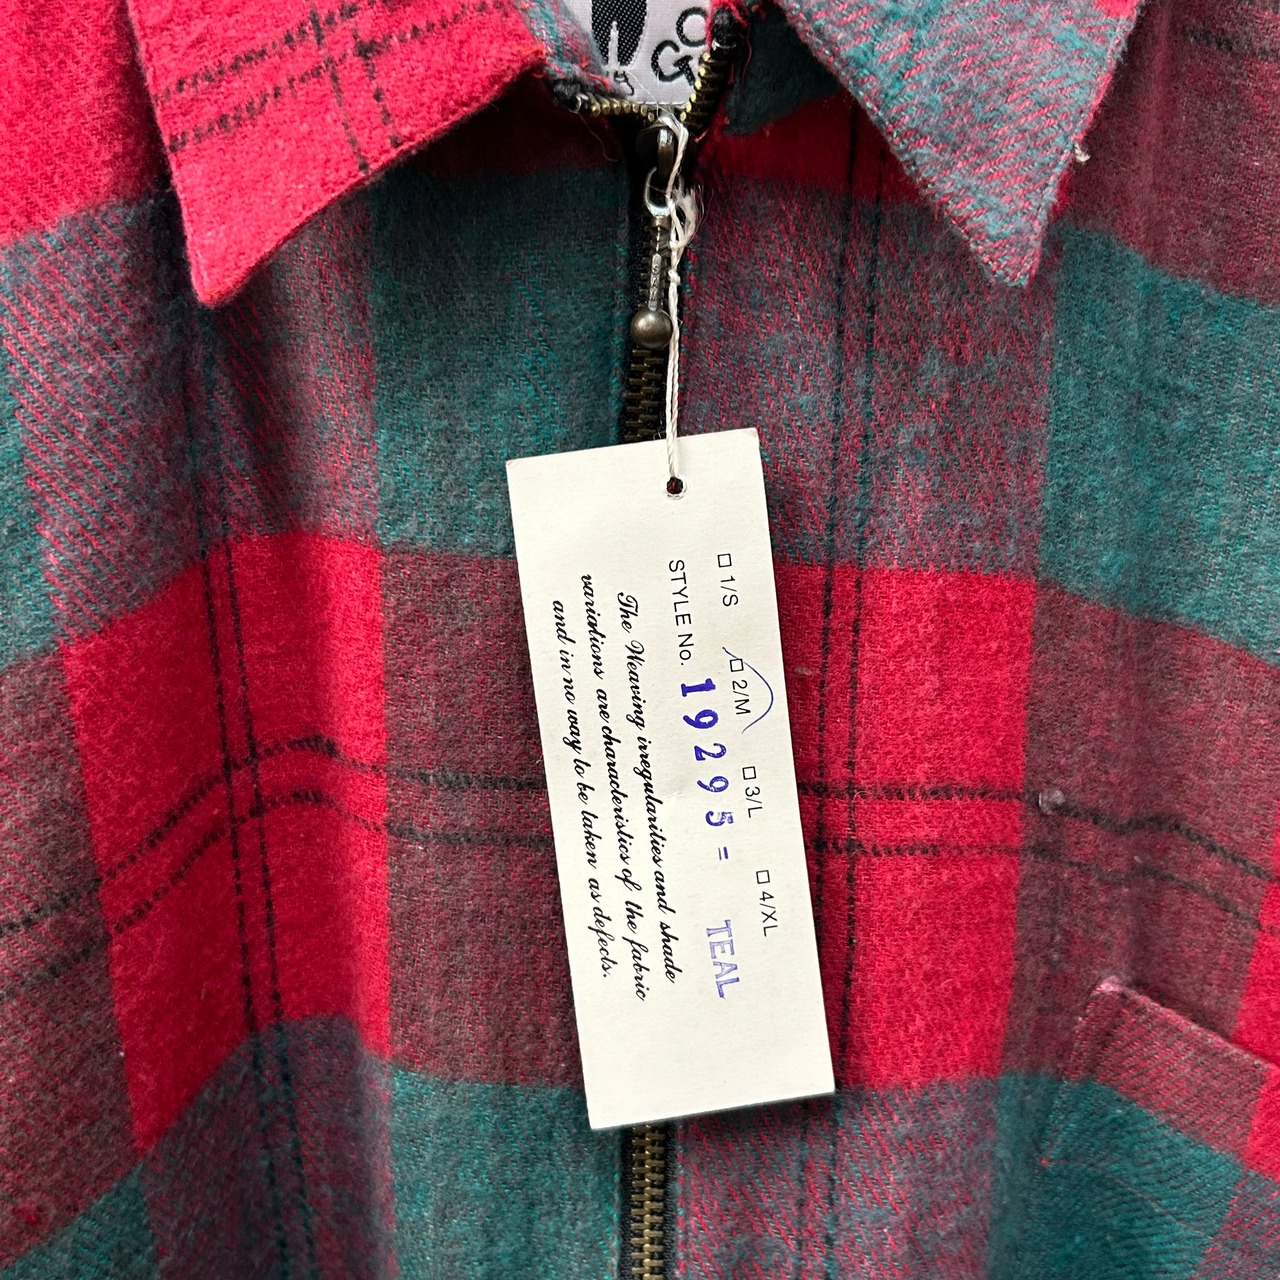 ☐ 1/S ☐ 2/M ☐ 3/L ☐ 4/XL
STYLE No. 19295 = TEAL
The Weaving irregularities and shade
variations are characteristics of the fabric
and in no way to be taken as defects.